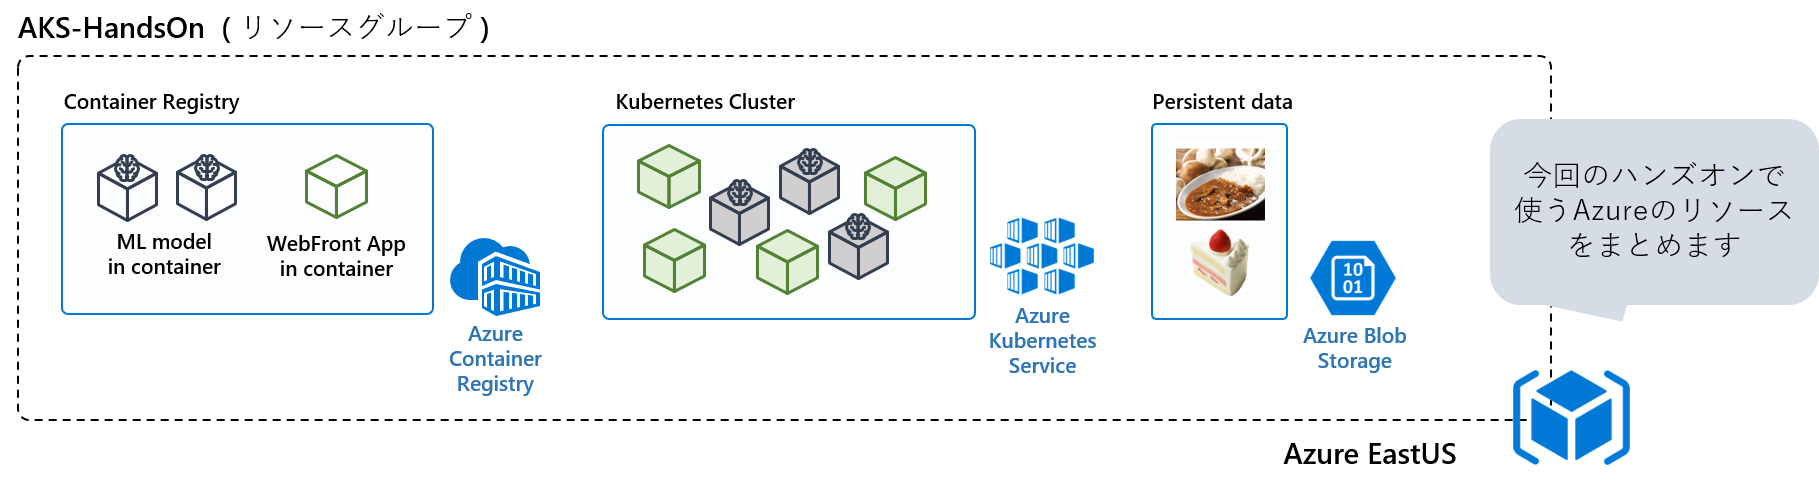 AKS-HandsOn (リソースグループ)
Container Registry
ML model
in container
WebFront App
in container
Azure
Container
Registry
Kubernetes Cluster
Azure
Kubernetes
Service
Persistent data
10
01
Azure Blob
Storage
今回のハンズオンで
使うAzureのリソース
をまとめます
Azure EastUS